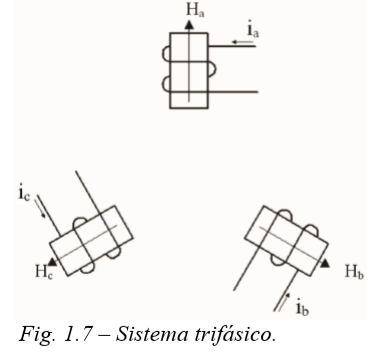 Hₐ
iₐ
i꜀
H꜀
H_b
i_b
Fig. 1.7 – Sistema trifásico.